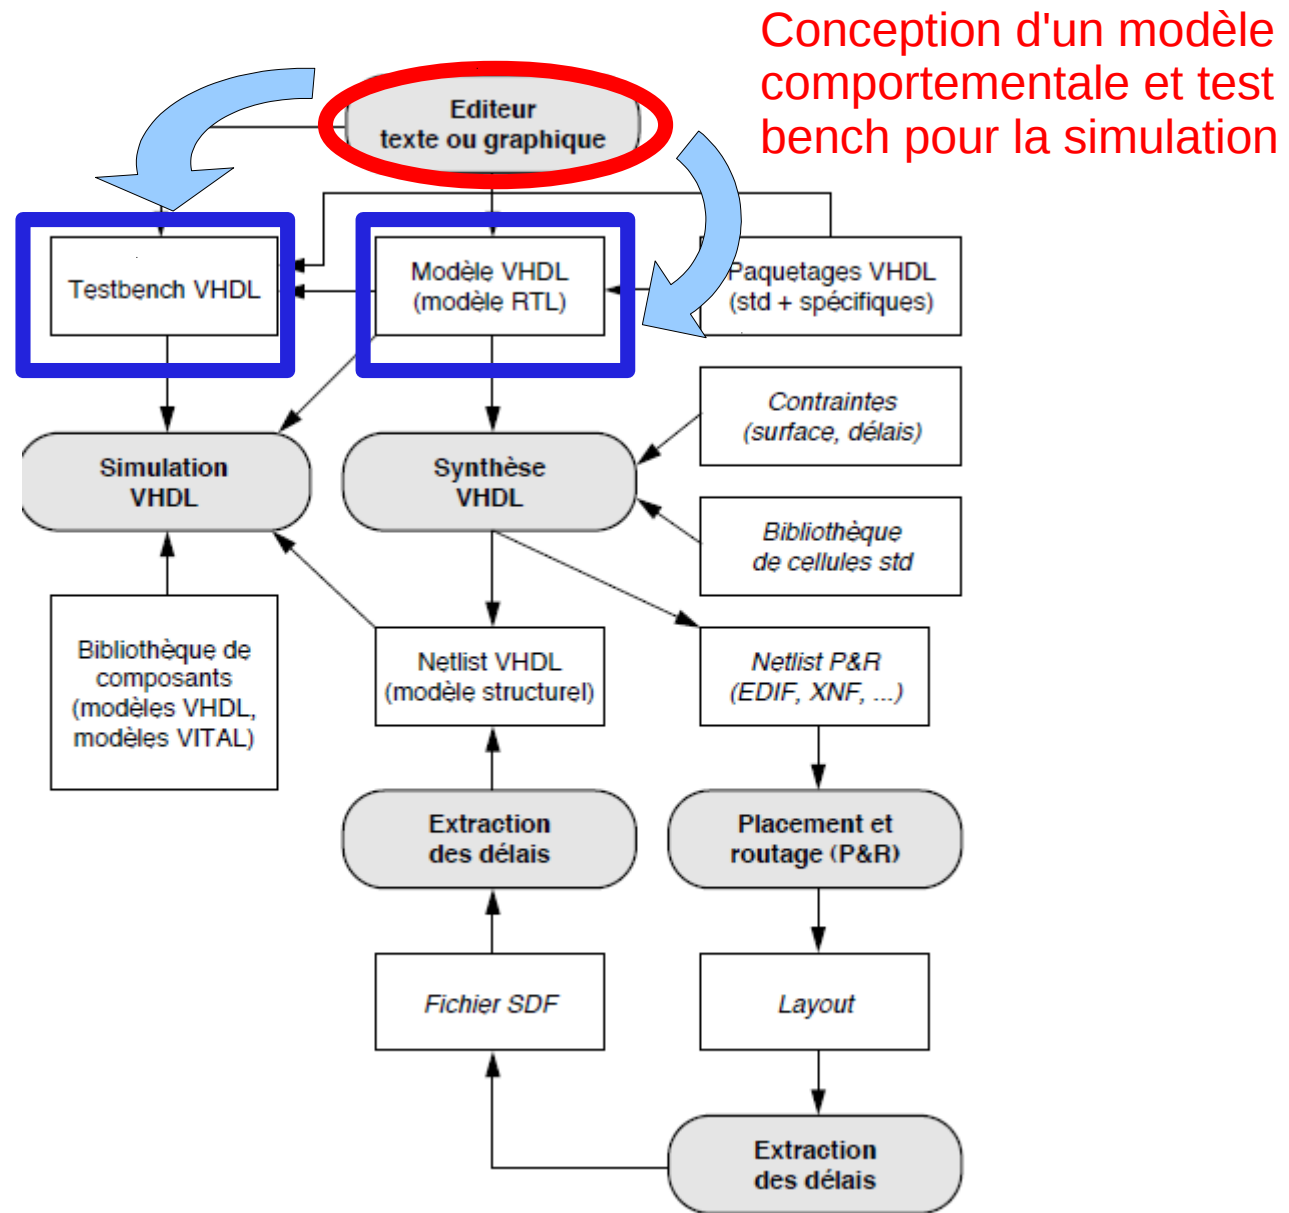 Conception d'un modèle
comportementale et test
bench pour la simulation
Editeur
texte ou graphique
Testbench VHDL
Modèle VHDL
(modèle RTL)
Paquetages VHDL
(std + spécifiques)
Contraintes
(surface, délais)
Simulation
VHDL
Synthèse
VHDL
Bibliothèque
de cellules std
Bibliothèque de
composants
(modèles VHDL,
modèles VITAL)
Netlist VHDL
(modèle structurel)
Netlist P&R
(EDIF, XNF, ...)
Extraction
des délais
Placement et
routage (P&R)
Fichier SDF
Layout
Extraction
des délais